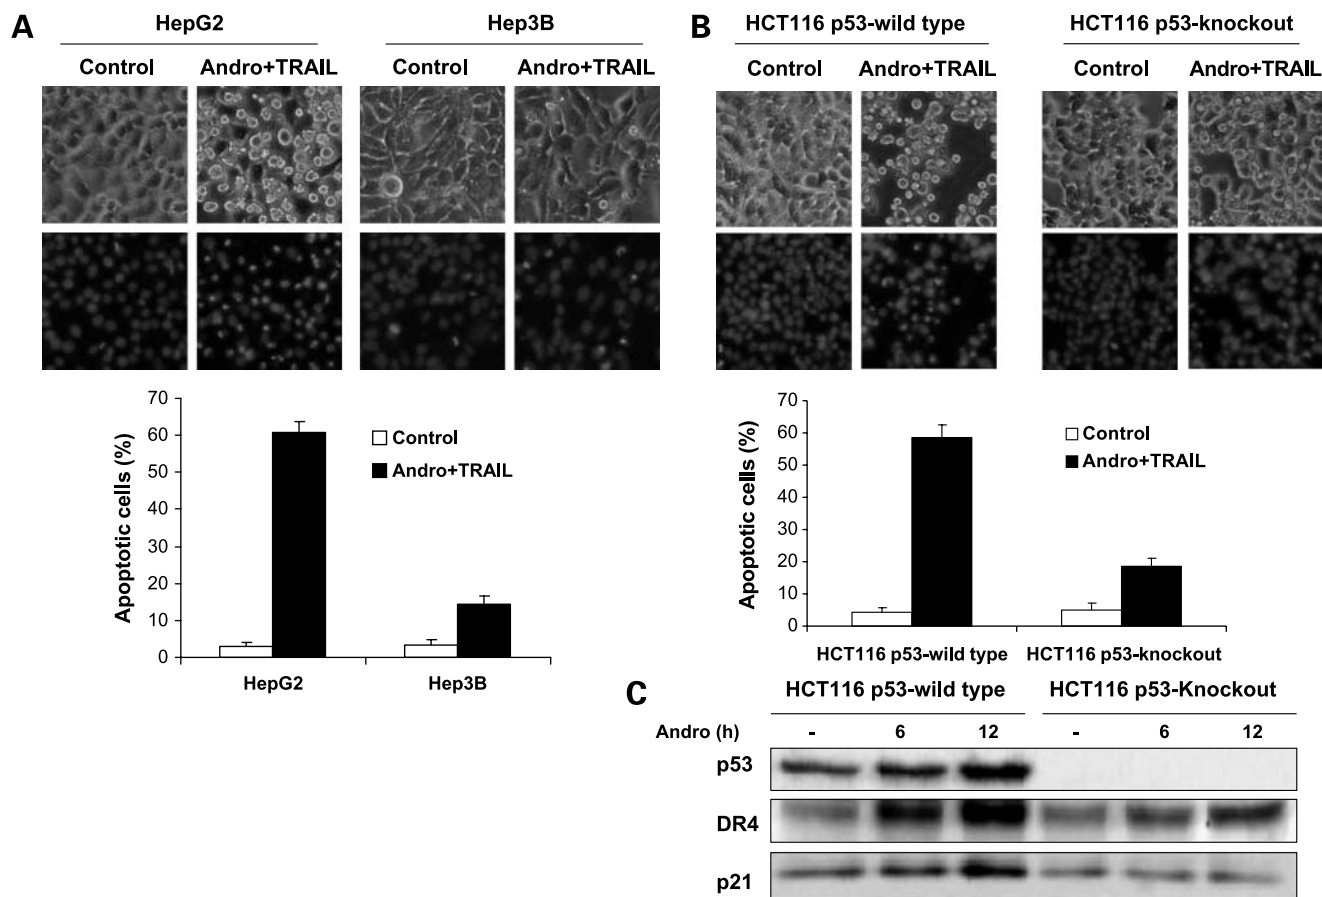 A
HepG2
Hep3B
Control
Andro+TRAIL
Control
Andro+TRAIL
70
60
50
40
30
20
10
0
Apoptotic cells (%)
Control
Andro+TRAIL
HepG2
Hep3B
B
HCT116 p53-wild type
HCT116 p53-knockout
Control
Andro+TRAIL
Control
Andro+TRAIL
70
60
50
40
30
20
10
0
Apoptotic cells (%)
Control
Andro+TRAIL
HCT116 p53-wild type
HCT116 p53-knockout
C
HCT116 p53-wild type
HCT116 p53-Knockout
Andro (h)
-
6
12
-
6
12
p53
DR4
p21